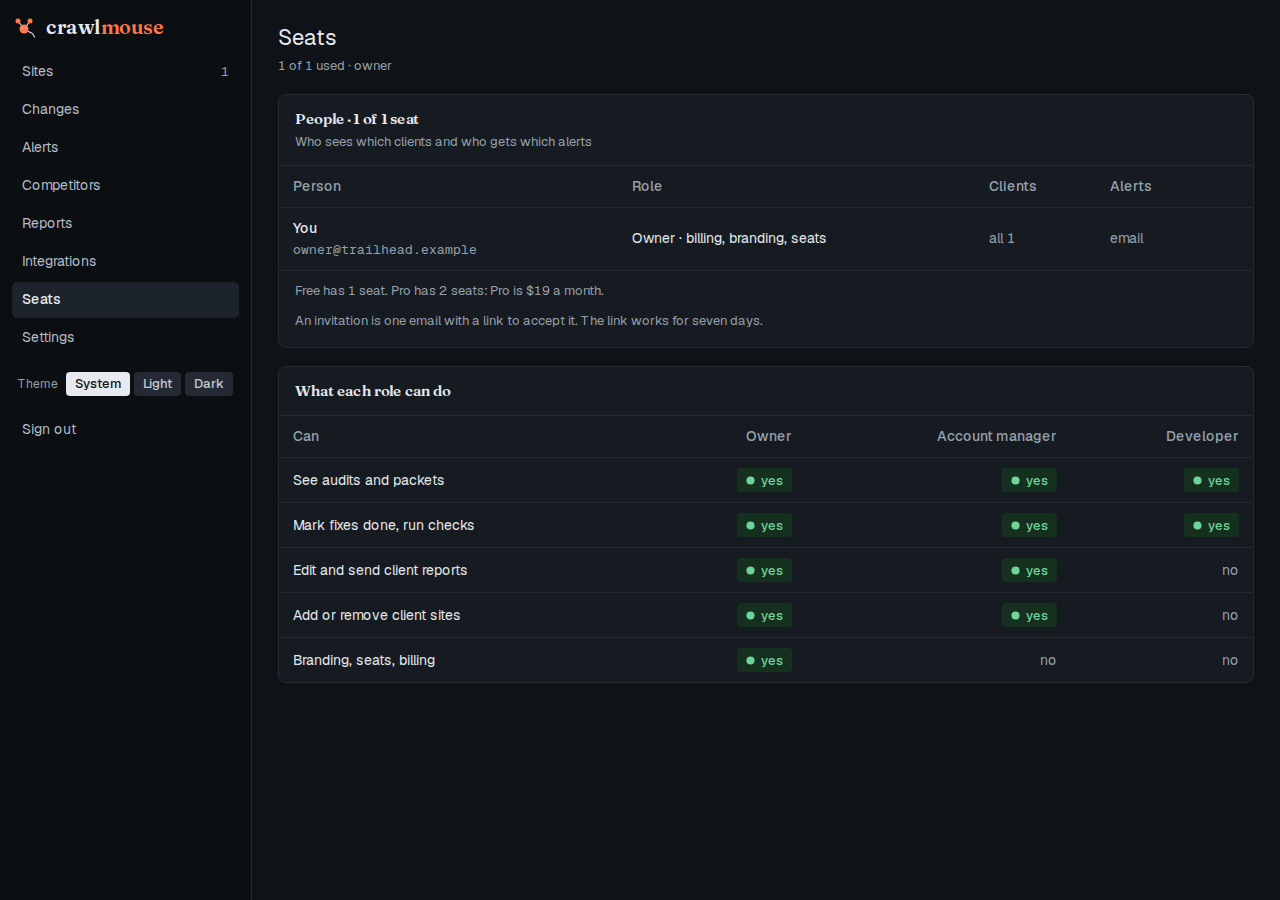 crawlmouse
Sites 1
Changes
Alerts
Competitors
Reports
Integrations
Seats
Settings
Theme System Light Dark
Sign out
Seats
1 of 1 used · owner
People · 1 of 1 seat
Who sees which clients and who gets which alerts
Person Role Clients Alerts
You
owner@trailhead.example
Owner · billing, branding, seats all 1 email
Free has 1 seat. Pro has 2 seats: Pro is $19 a month.
An invitation is one email with a link to accept it. The link works for seven days.
What each role can do
Can Owner Account manager Developer
See audits and packets yes yes yes
Mark fixes done, run checks yes yes yes
Edit and send client reports yes yes no
Add or remove client sites yes yes no
Branding, seats, billing yes no no